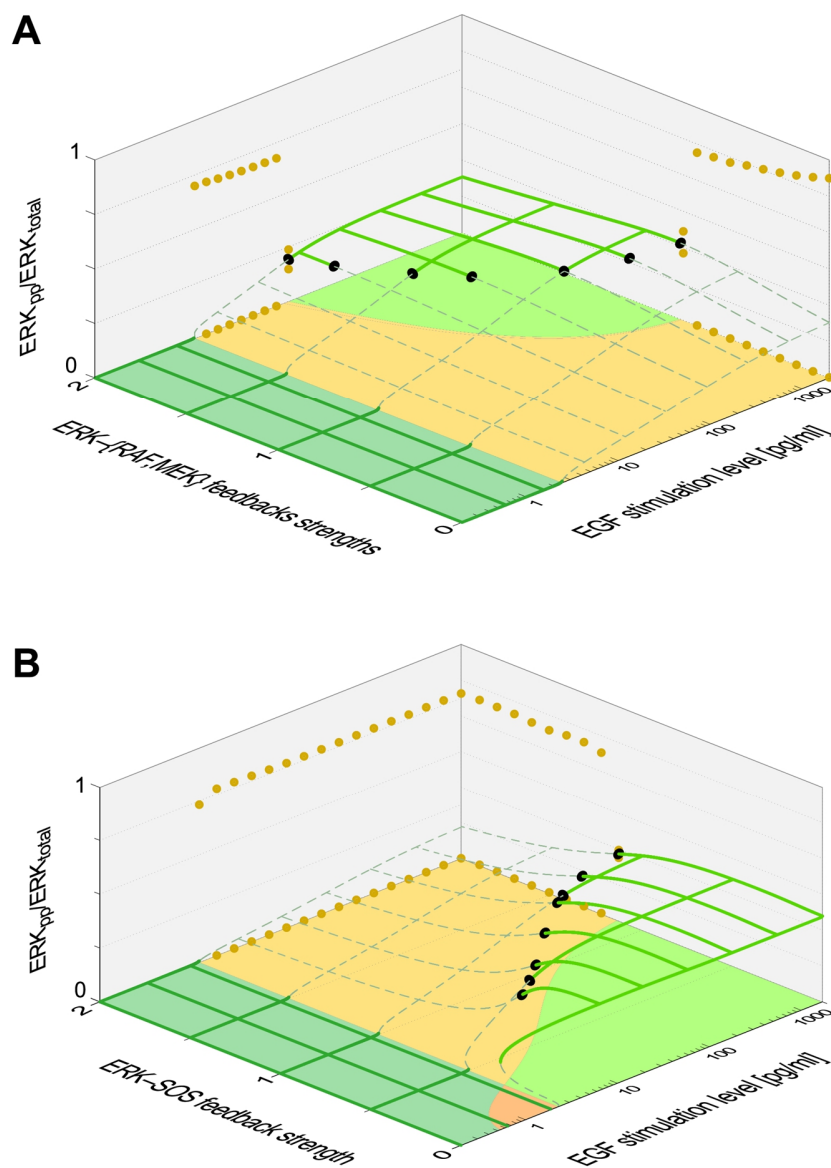 A
1
ERKpp/ERKtotal
0
2
1
0
ERK–{RAF,MEK} feedbacks strengths
1
10
100
1000
EGF stimulation level [pg/ml]
B
1
ERKpp/ERKtotal
0
2
1
0
ERK–SOS feedback strength
1
10
100
1000
EGF stimulation level [pg/ml]